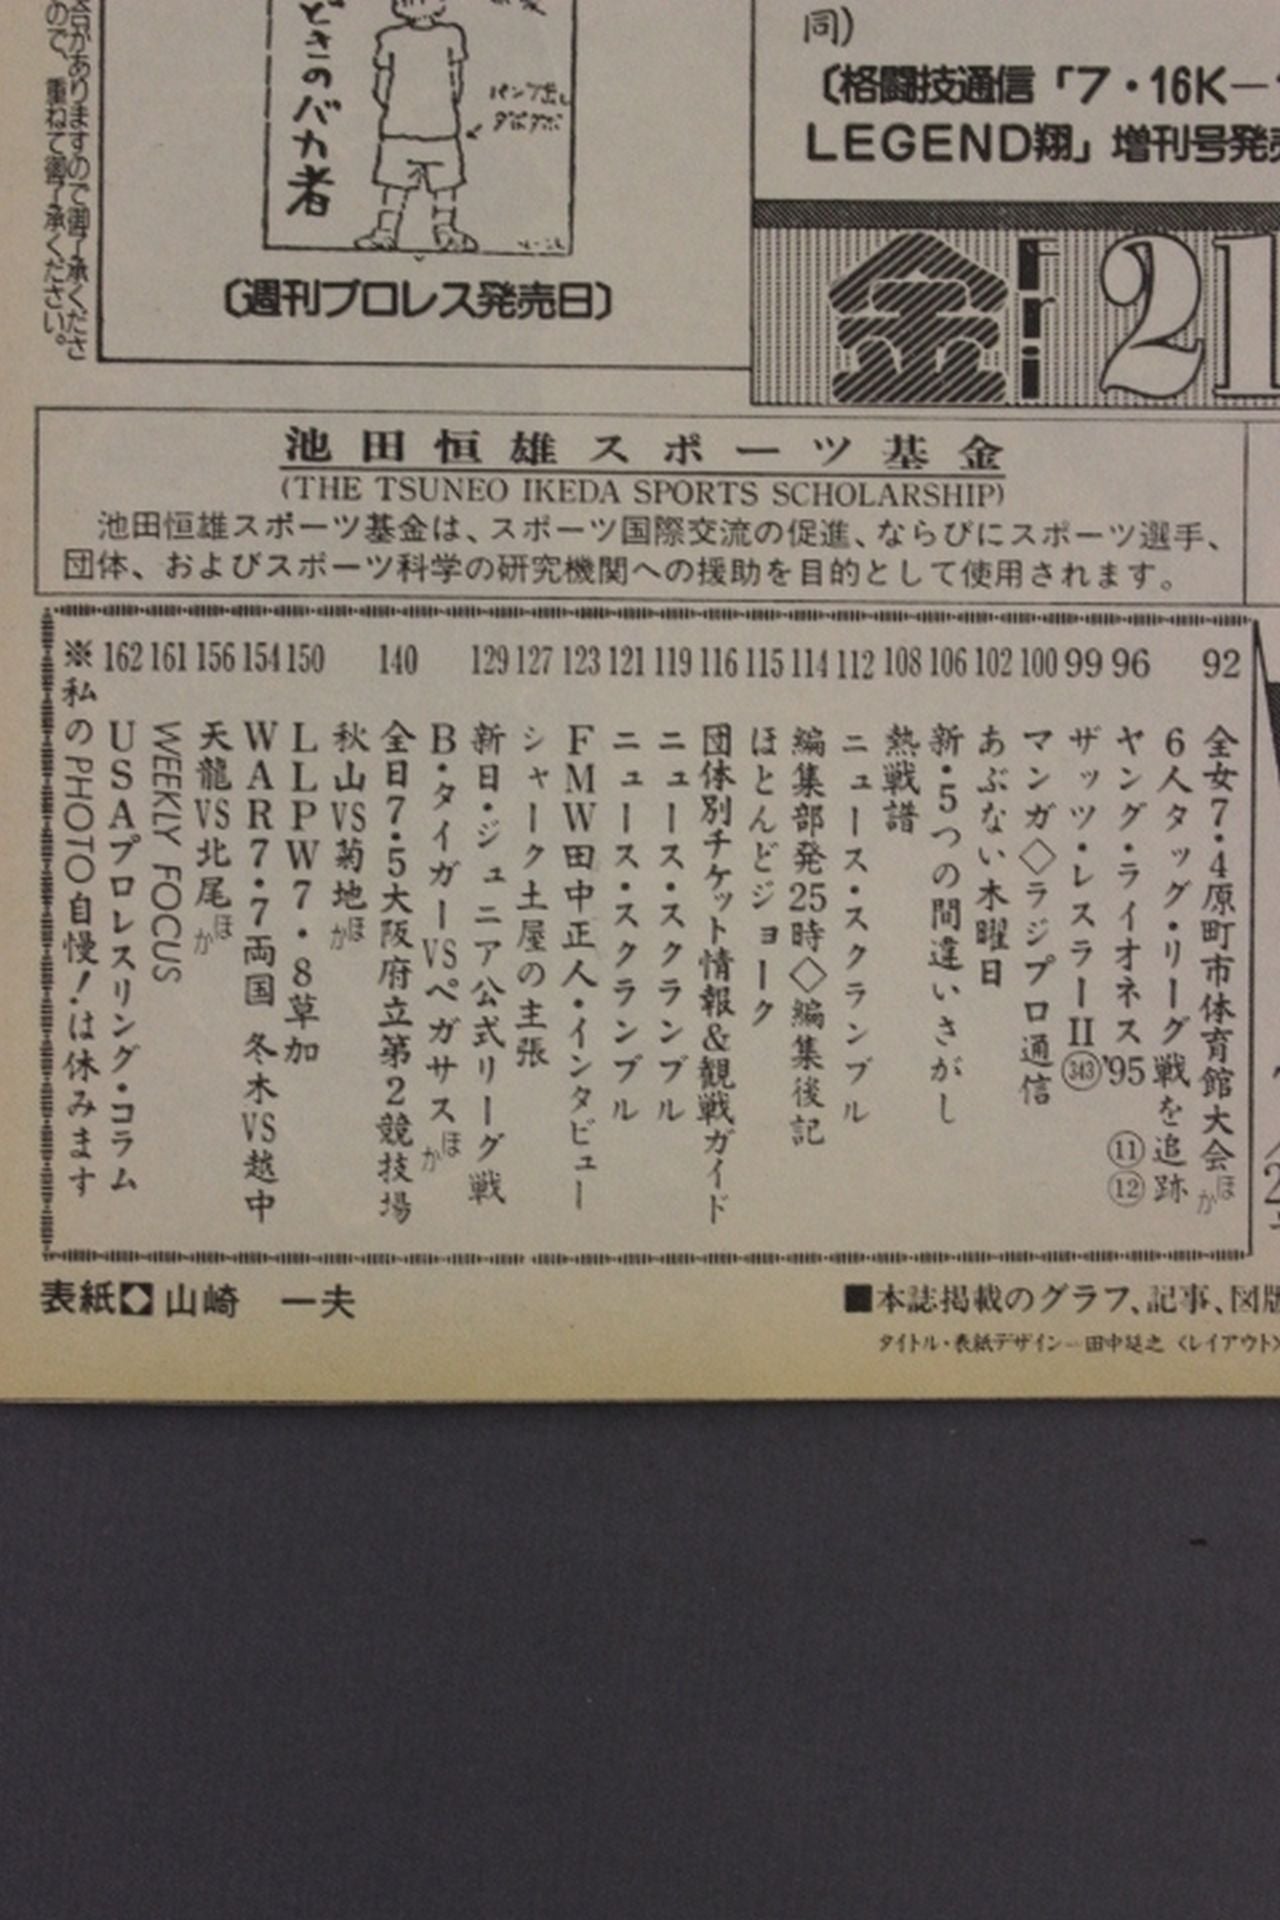 合がありますので御了承くださ
ので、重ねて御了承ください。
どきのバカ者
〔週刊プロレス発売日〕
同)
〔格闘技通信「7・16K―
LEGEND翔」増刊号発売
金 Fri 21
池田恒雄スポーツ基金
(THE TSUNEO IKEDA SPORTS SCHOLARSHIP)
池田恒雄スポーツ基金は、スポーツ国際交流の促進、ならびにスポーツ選手、
団体、およびスポーツ科学の研究機関への援助を目的として使用されます。
92 全女7・4原町市体育館大会ほか
6人タッグ・リーグ戦を追跡
96 ヤング・ライオネス'95 ⑪⑫
99 ザッツ・レスラーII(343)
100 マンガ◇ラジプロ通信
102 あぶない木曜日
106 新・5つの間違いさがし
108 熱戦譜
112 ニュース・スクランブル
114 編集部発25時◇編集後記
115 ほとんどジョーク
116 団体別チケット情報&観戦ガイド
119 ニュース・スクランブル
121 ニュース・スクランブル
123 FMW田中正人・インタビュー
127 シャーク土屋の主張
129 新日・ジュニア公式リーグ戦
B・タイガーVSペガサスほか
140 全日7・5大阪府立第2競技場
秋山VS菊地ほか
150 LLPW7・8草加
154 WAR7・7両国 冬木VS越中
156 天龍VS北尾ほか
161 WEEKLY FOCUS
162 USAプロレスリング・コラム
※私のPHOTO自慢!は休みます
表紙◆山崎 一夫
■本誌掲載のグラフ、記事、図版
タイトル・表紙デザイン―田中是之〈レイアウト〉